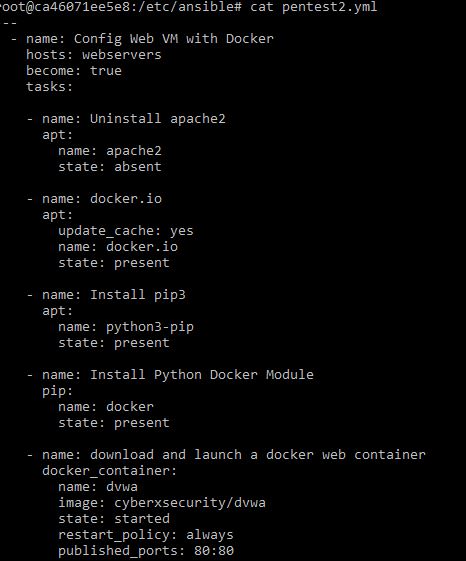 root@ca46071ee5e8:/etc/ansible# cat pentest2.yml
--
  - name: Config Web VM with Docker
    hosts: webservers
    become: true
    tasks:

    - name: Uninstall apache2
      apt:
        name: apache2
        state: absent

    - name: docker.io
      apt:
        update_cache: yes
        name: docker.io
        state: present

    - name: Install pip3
      apt:
        name: python3-pip
        state: present

    - name: Install Python Docker Module
      pip:
        name: docker
        state: present

    - name: download and launch a docker web container
      docker_container:
        name: dvwa
        image: cyberxsecurity/dvwa
        state: started
        restart_policy: always
        published_ports: 80:80